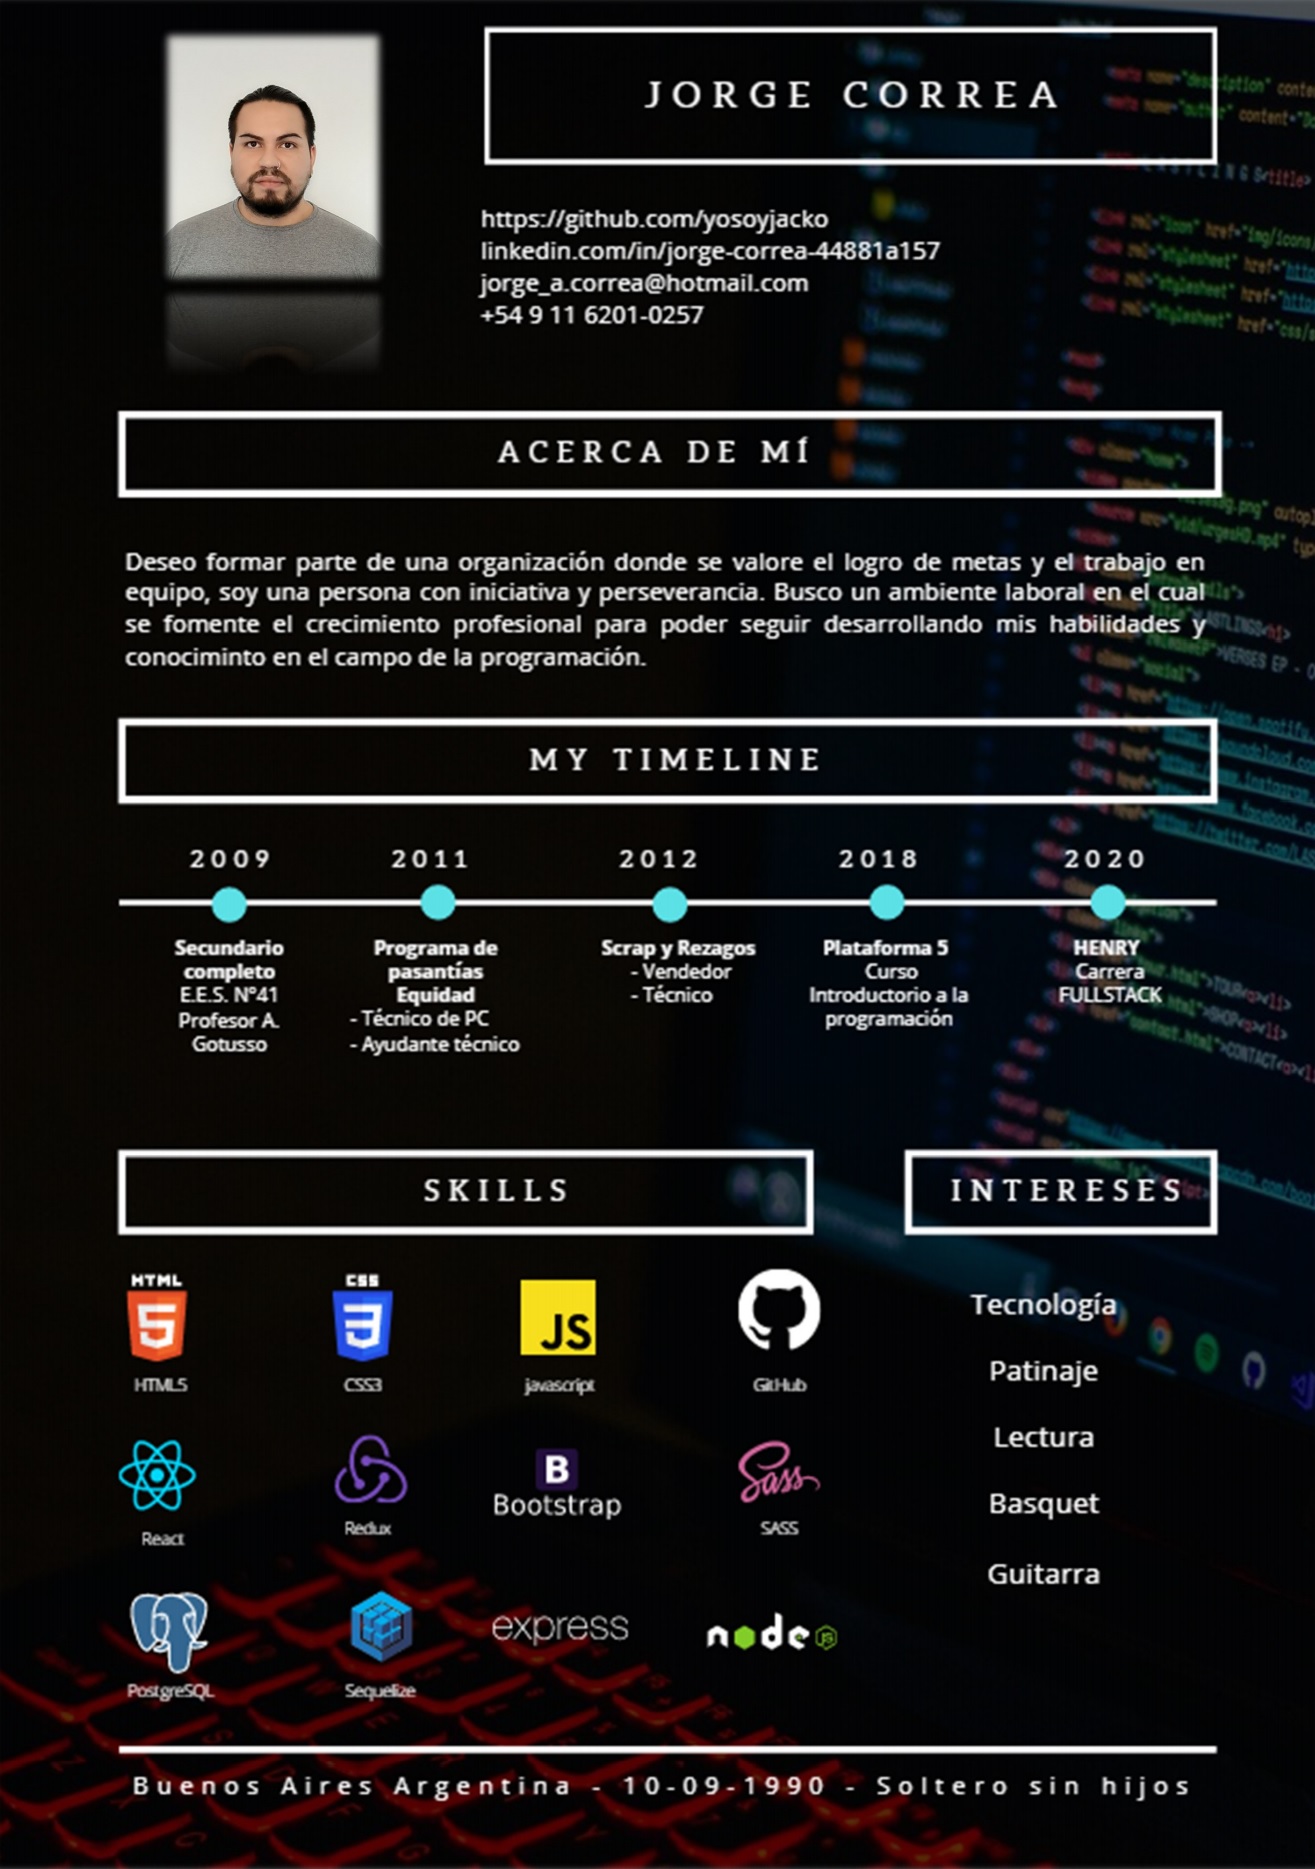 JORGE CORREA
https://github.com/yosoyjacko
linkedin.com/in/jorge-correa-44881a157
jorge_a.correa@hotmail.com
+54 9 11 6201-0257
ACERCA DE MÍ
Deseo formar parte de una organización donde se valore el logro de metas y el trabajo en
equipo, soy una persona con iniciativa y perseverancia. Busco un ambiente laboral en el cual
se fomente el crecimiento profesional para poder seguir desarrollando mis habilidades y
conociminto en el campo de la programación.
MY TIMELINE
2009
Secundario
completo
E.E.S. Nº41
Profesor A.
Gotusso
2011
Programa de
pasantías
Equidad
- Técnico de PC
- Ayudante técnico
2012
Scrap y Rezagos
- Vendedor
- Técnico
2018
Plataforma 5
Curso
Introductorio a la
programación
2020
HENRY
Carrera
FULLSTACK
SKILLS
HTML
5
HTML5
CSS
3
CSS3
JS
javascript
GitHub
React
Redux
B
Bootstrap
Sass
SASS
PostgreSQL
Sequelize
express
node JS
INTERESES
Tecnología
Patinaje
Lectura
Basquet
Guitarra
Buenos Aires Argentina - 10-09-1990 - Soltero sin hijos